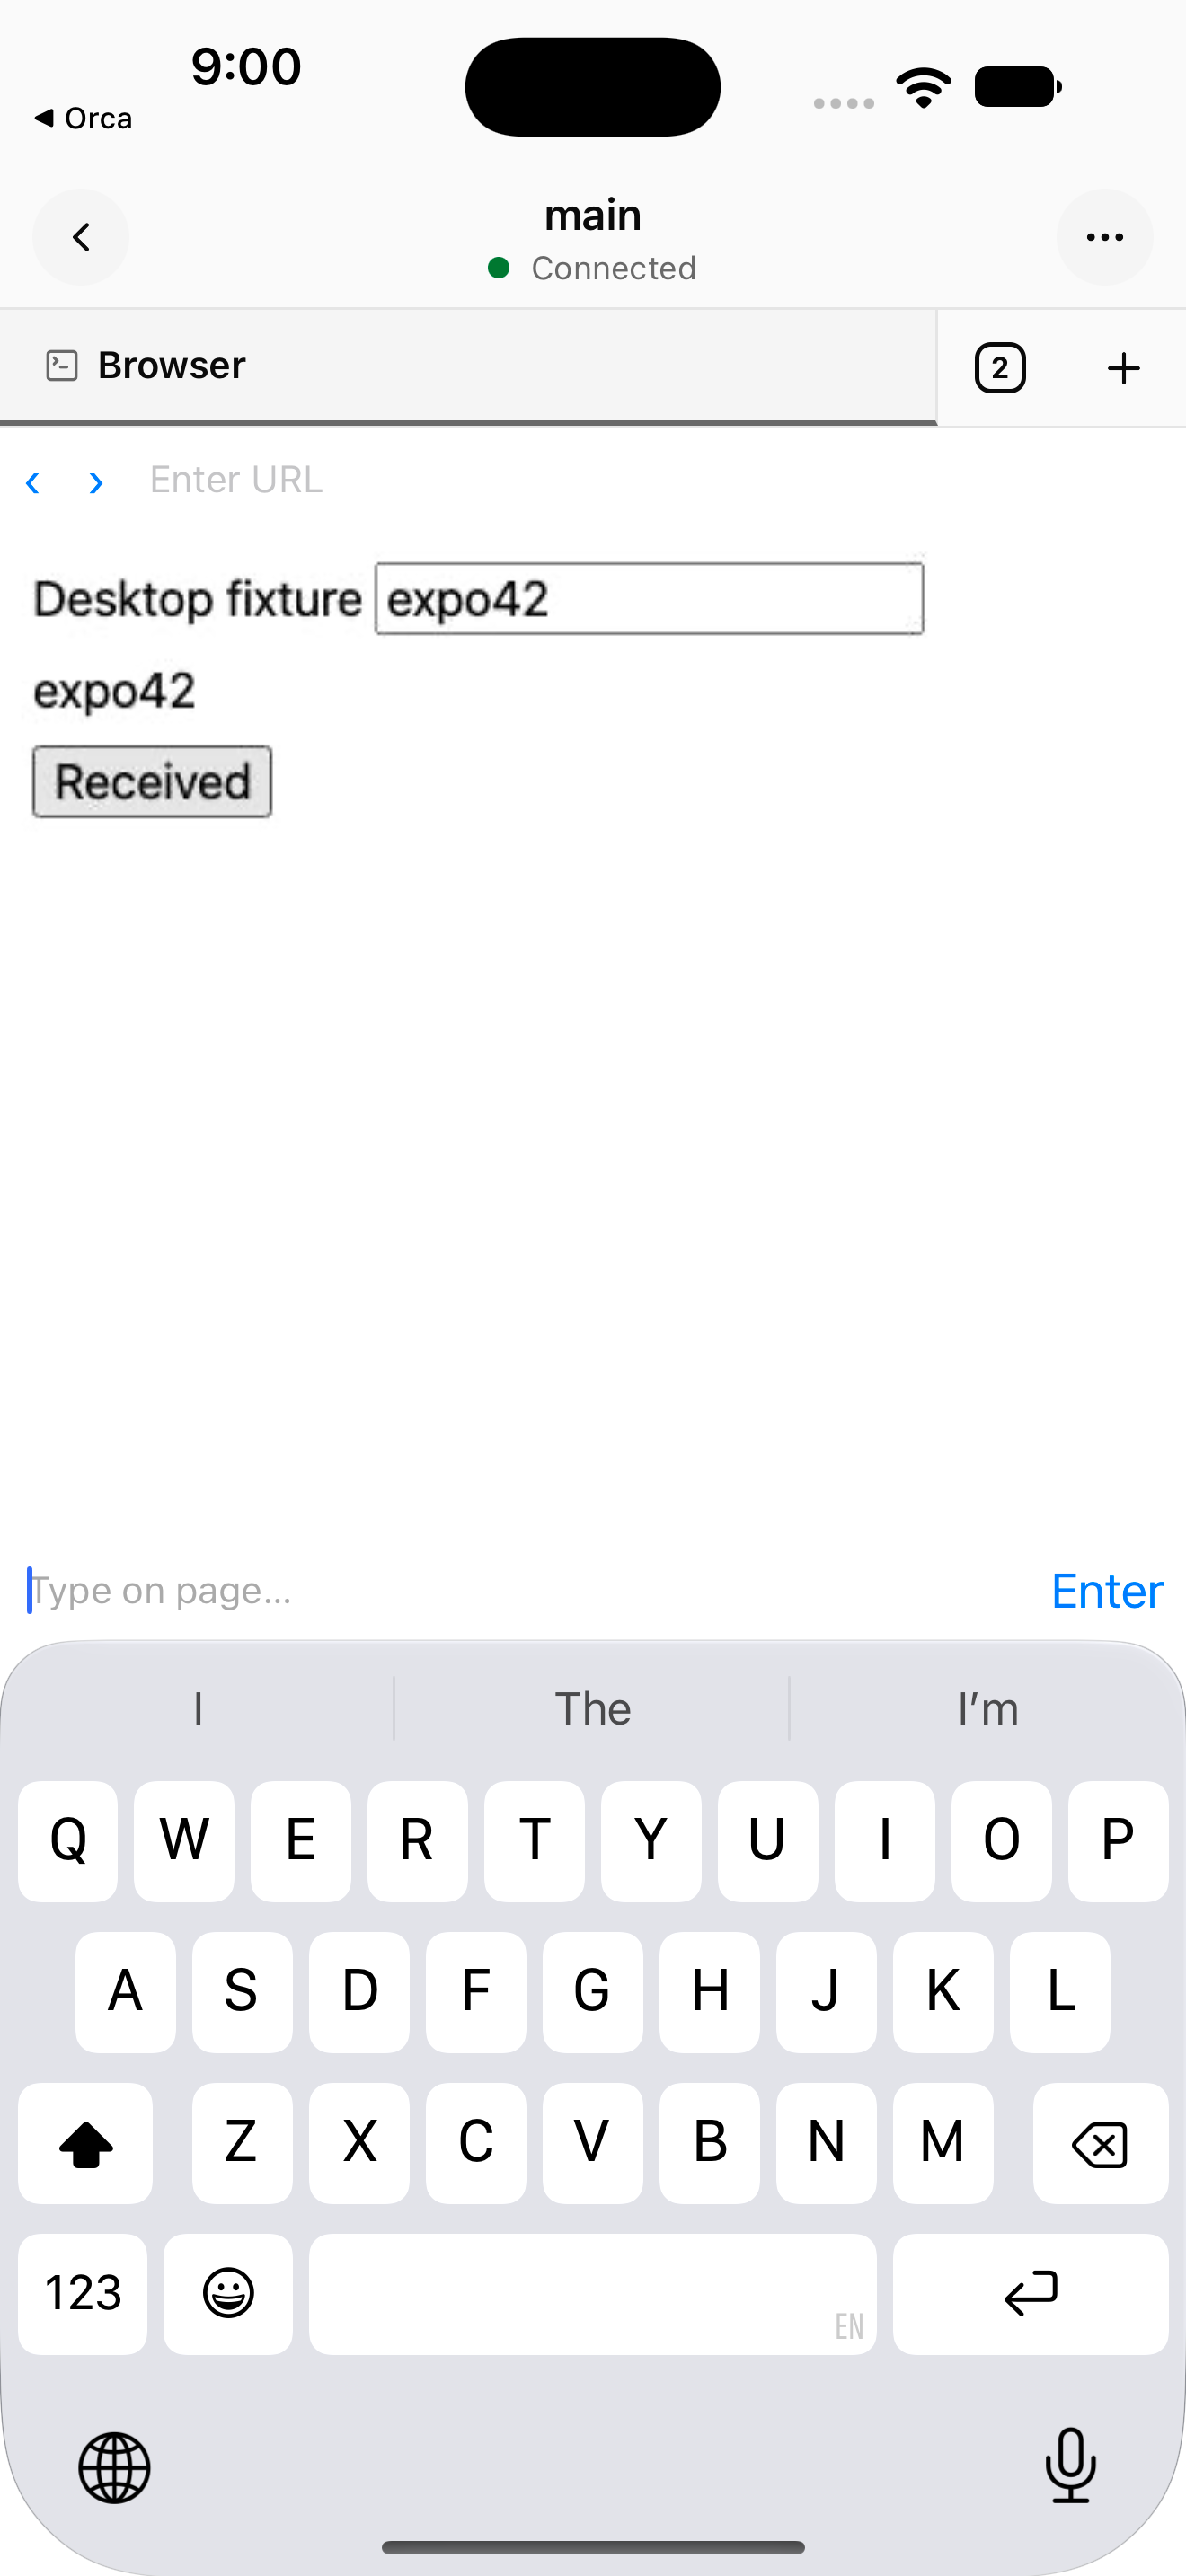 9:00
◀ Orca
main
Connected
Browser
2
Enter URL
Desktop fixture expo42
expo42
Received
Type on page...
Enter
I The I’m
Q W E R T Y U I O P
A S D F G H J K L
Z X C V B N M
123
EN